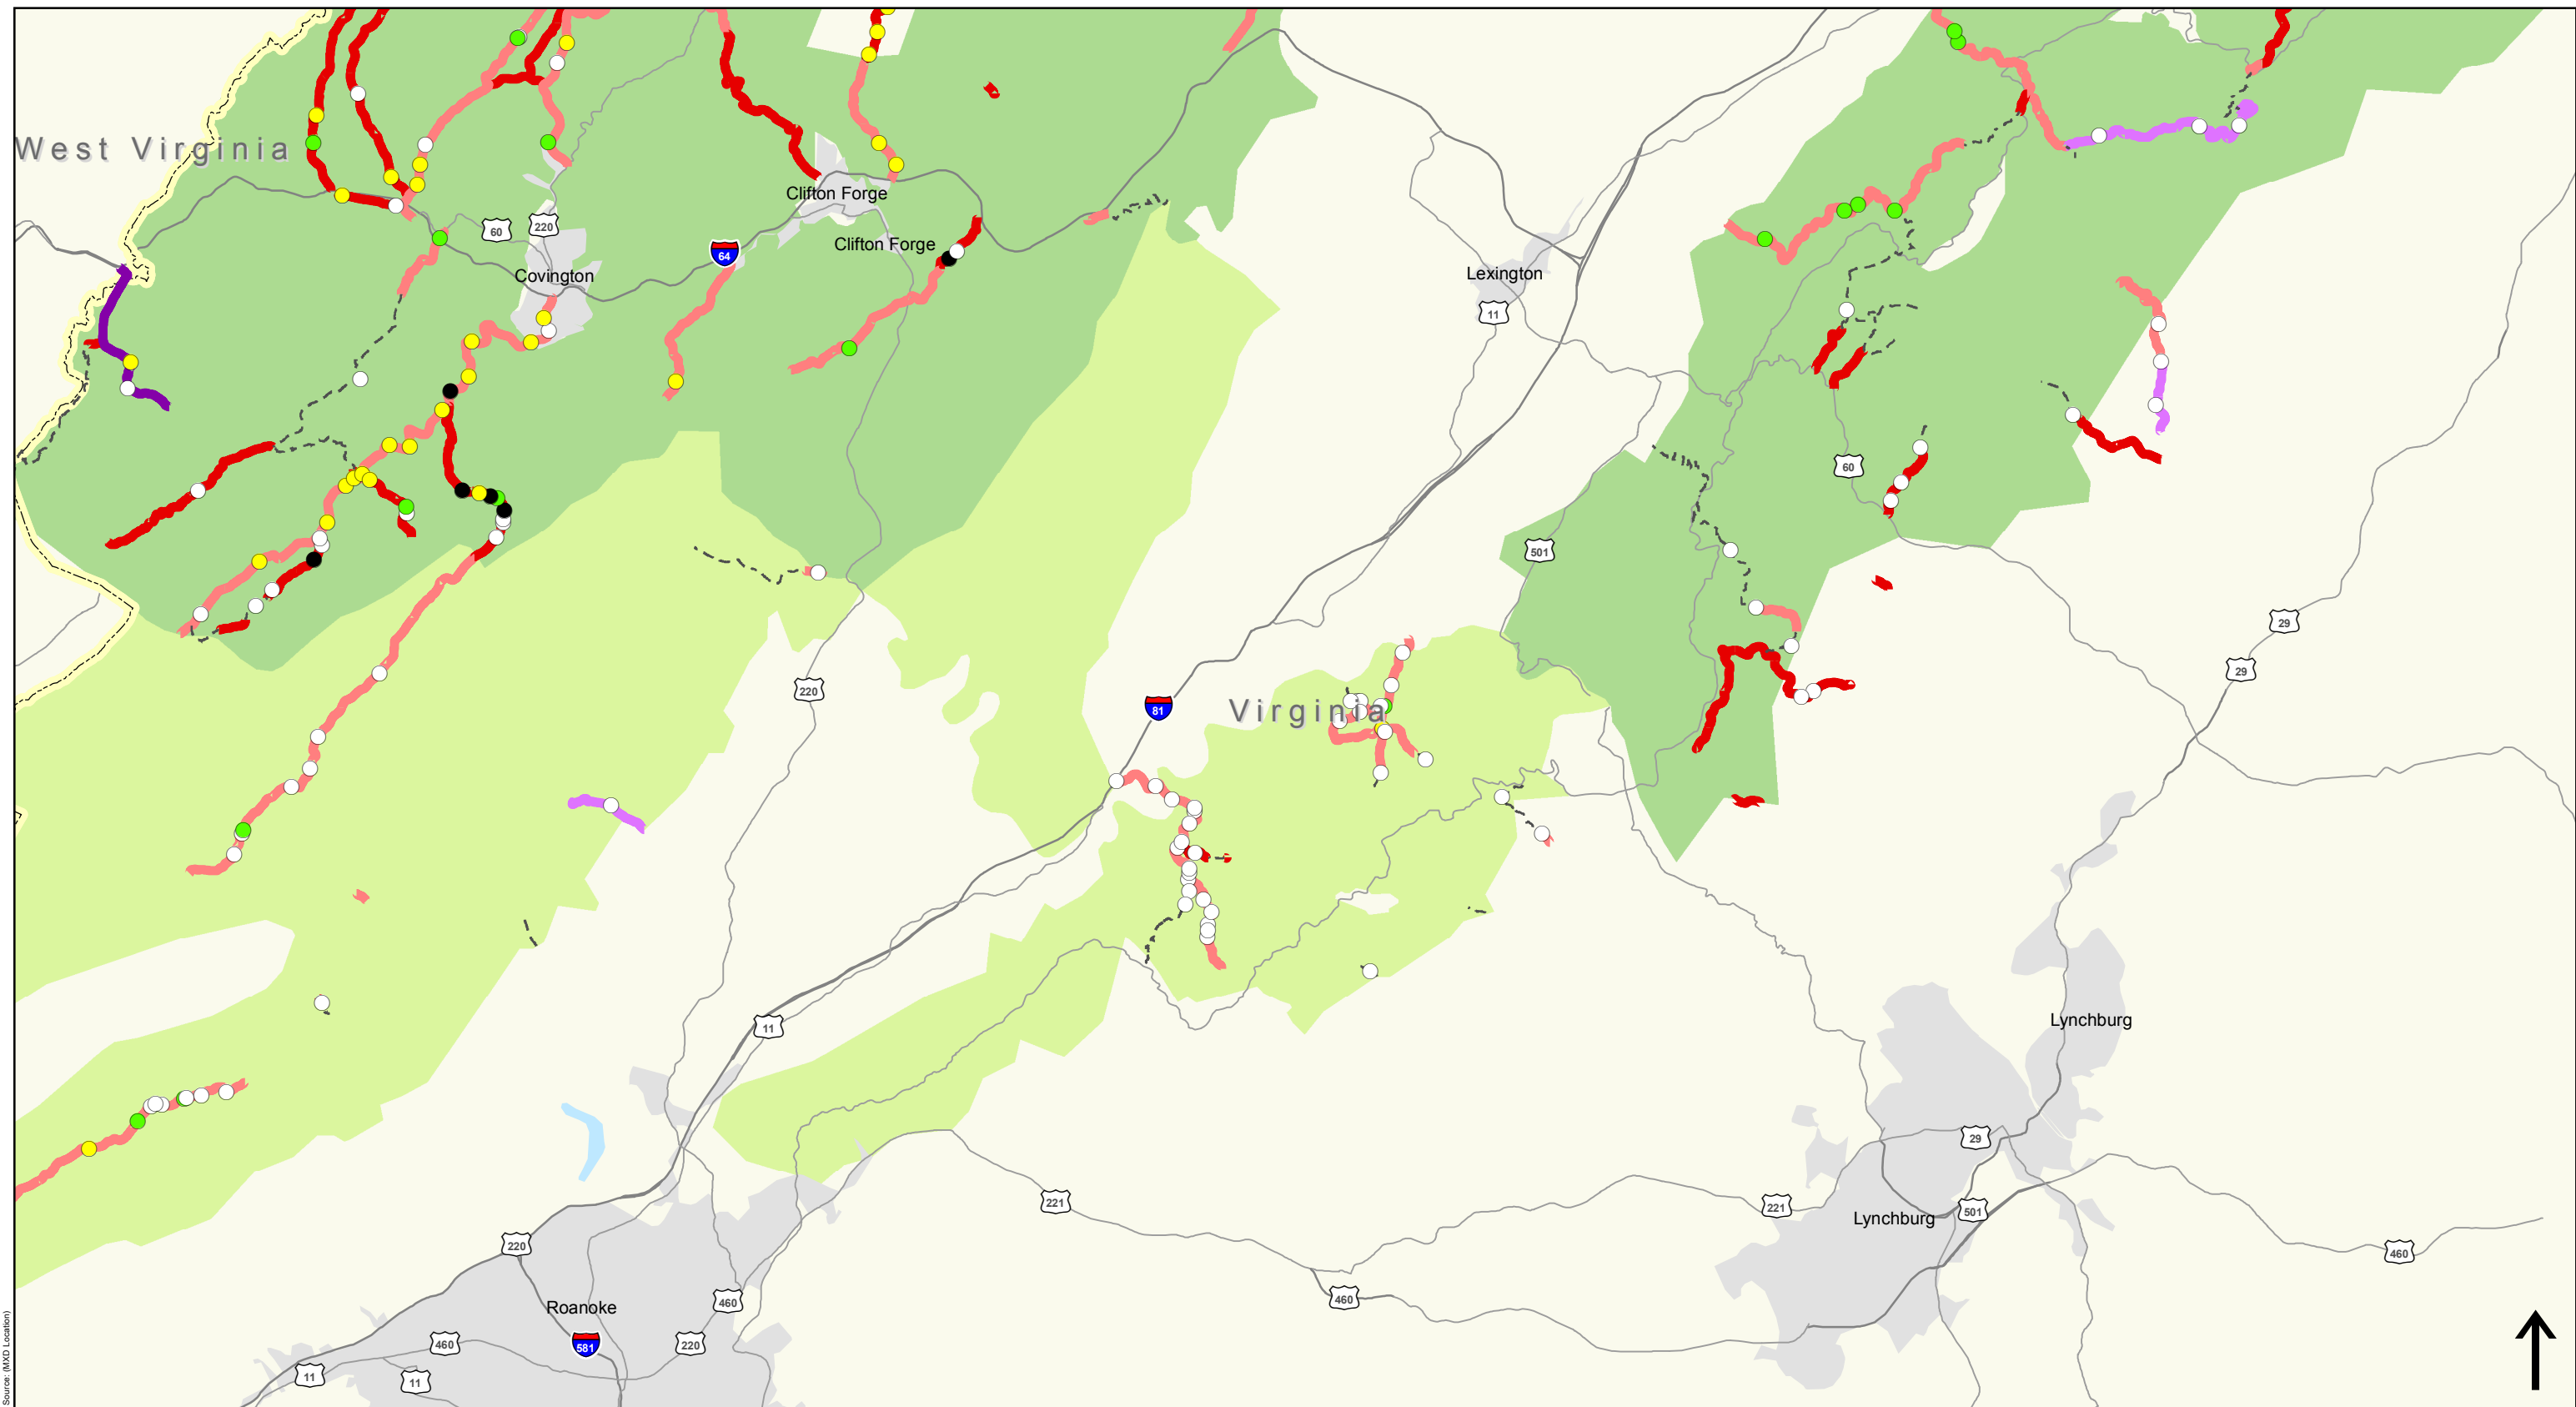 West Virginia
Clifton Forge
60
220
Clifton Forge
64
Covington
Lexington
11
60
501
29
29
220
81
Virginia
11
Lynchburg
29
221
221
501
Lynchburg
220
460
460
460
Roanoke
581
220
460
11
11
Source: (MXD Location)